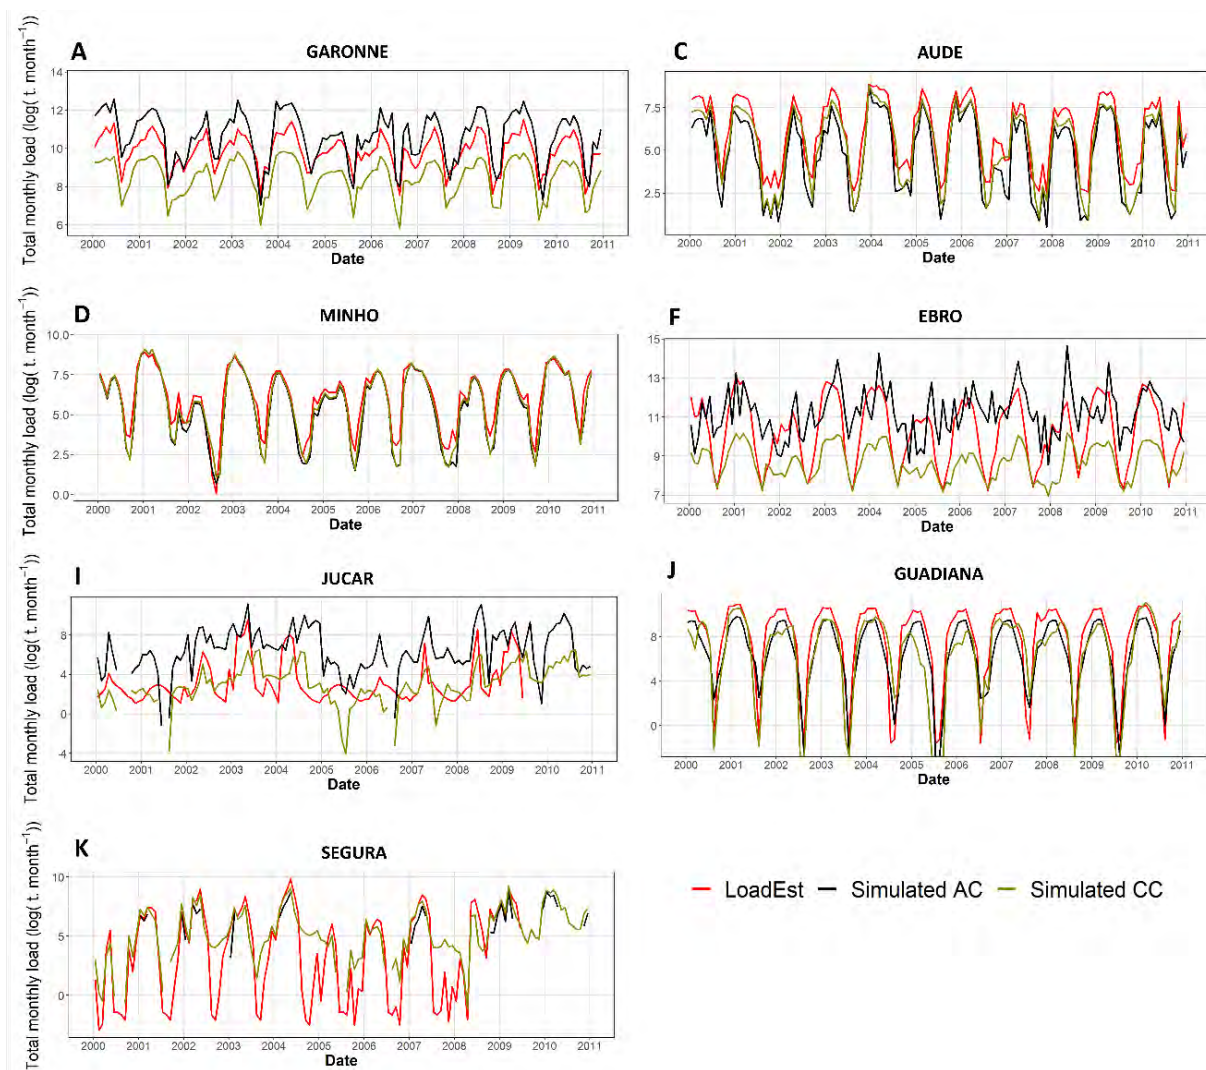 A GARONNE
Total monthly load (log( t. month⁻¹))
14
12
10
8
6
2000 2001 2002 2003 2004 2005 2006 2007 2008 2009 2010 2011
Date
C AUDE
7.5
5.0
2.5
2000 2001 2002 2003 2004 2005 2006 2007 2008 2009 2010 2011
Date
D MINHO
Total monthly load (log( t. month⁻¹))
10.0
7.5
5.0
2.5
0.0
2000 2001 2002 2003 2004 2005 2006 2007 2008 2009 2010 2011
Date
F EBRO
15
13
11
9
7
2000 2001 2002 2003 2004 2005 2006 2007 2008 2009 2010 2011
Date
I JUCAR
Total monthly load (log( t. month⁻¹))
8
4
0
-4
2000 2001 2002 2003 2004 2005 2006 2007 2008 2009 2010 2011
Date
J GUADIANA
8
4
0
2000 2001 2002 2003 2004 2005 2006 2007 2008 2009 2010 2011
Date
K SEGURA
Total monthly load (log( t. month⁻¹))
10
5
0
2000 2001 2002 2003 2004 2005 2006 2007 2008 2009 2010 2011
Date
LoadEst Simulated AC Simulated CC